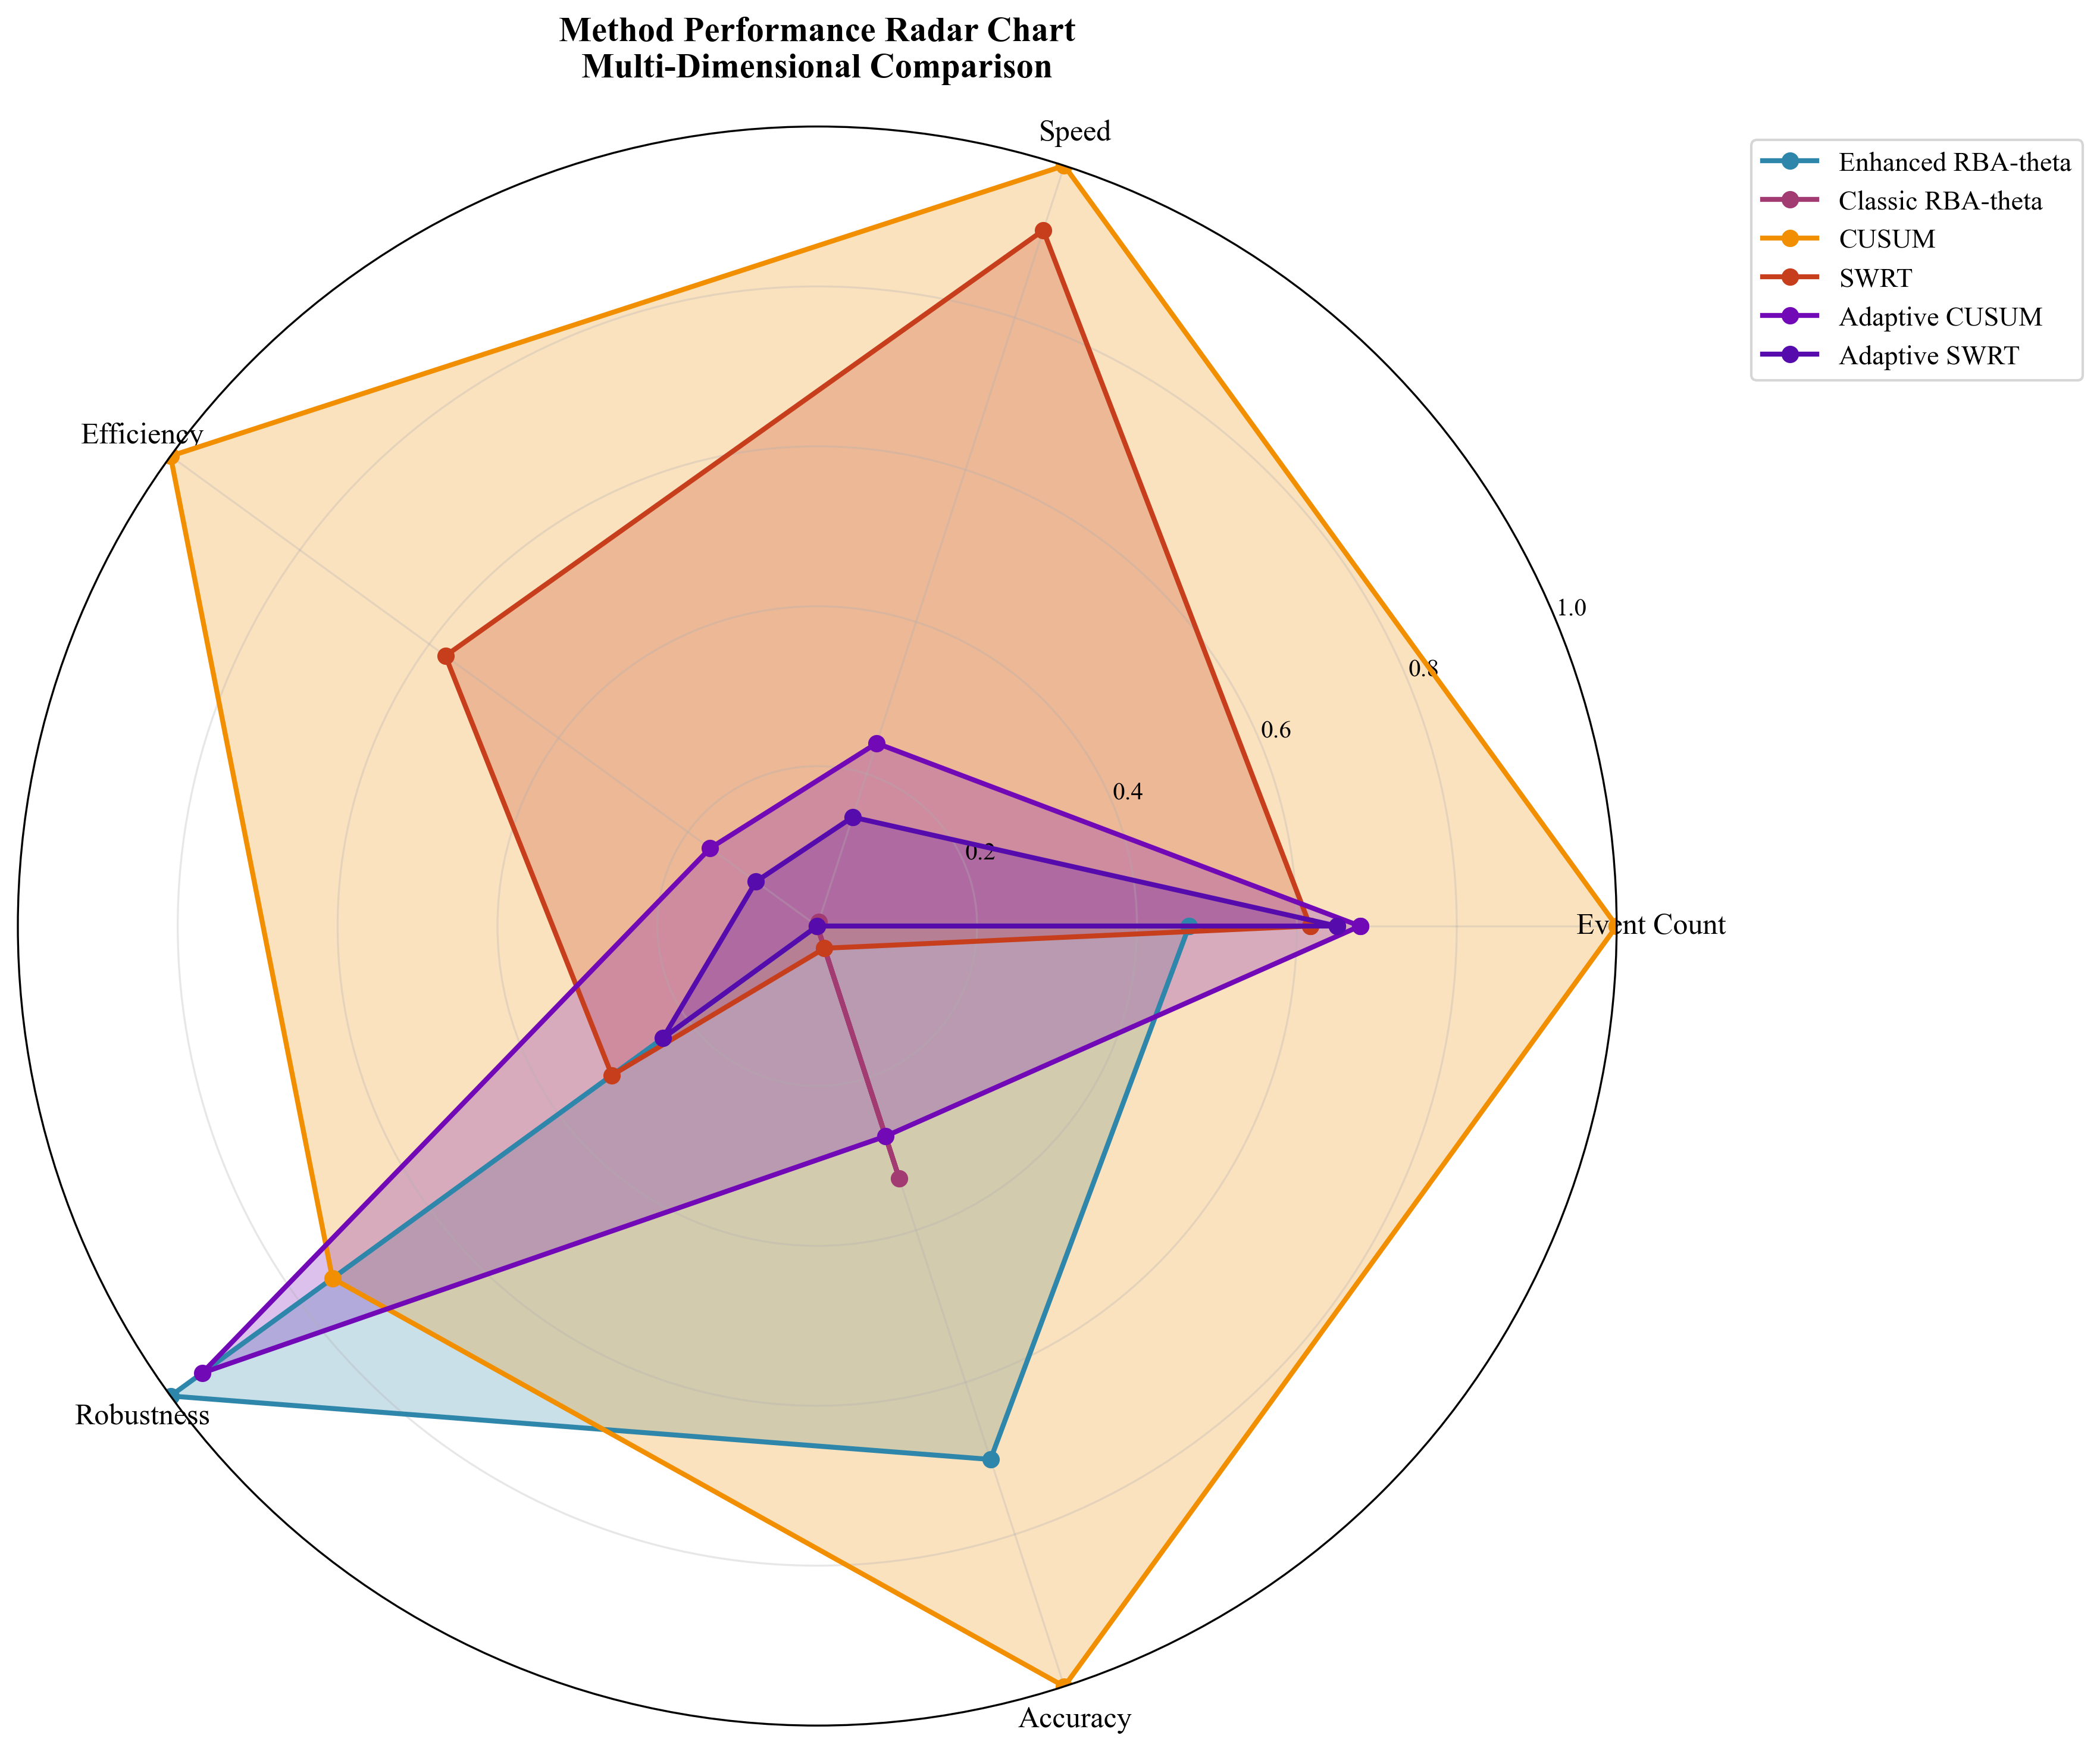 Method Performance Radar Chart
Multi-Dimensional Comparison
Speed
Enhanced RBA-theta
Classic RBA-theta
CUSUM
SWRT
Adaptive CUSUM
Adaptive SWRT
Efficiency
1.0
0.8
0.6
0.4
0.2
Event Count
Robustness
Accuracy